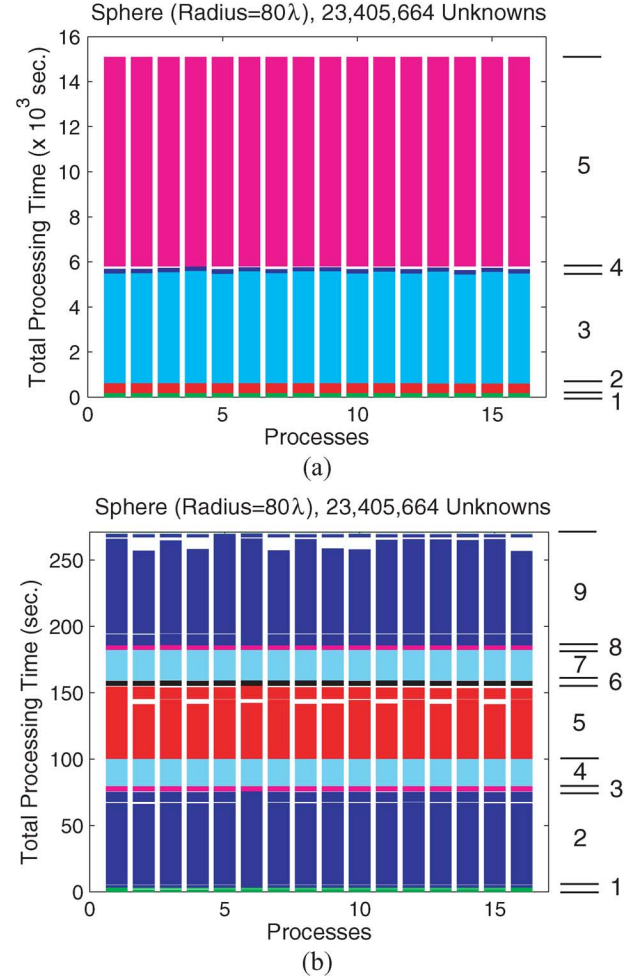 Sphere (Radius=80λ), 23,405,664 Unknowns
Total Processing Time (x 10³ sec.)
16
14
12
10
8
6
4
2
0
0 5 10 15
Processes
5
4
3
2
1
(a)
Sphere (Radius=80λ), 23,405,664 Unknowns
Total Processing Time (sec.)
250
200
150
100
50
0
0 5 10 15
Processes
9
8
7
6
5
4
3
2
1
(b)